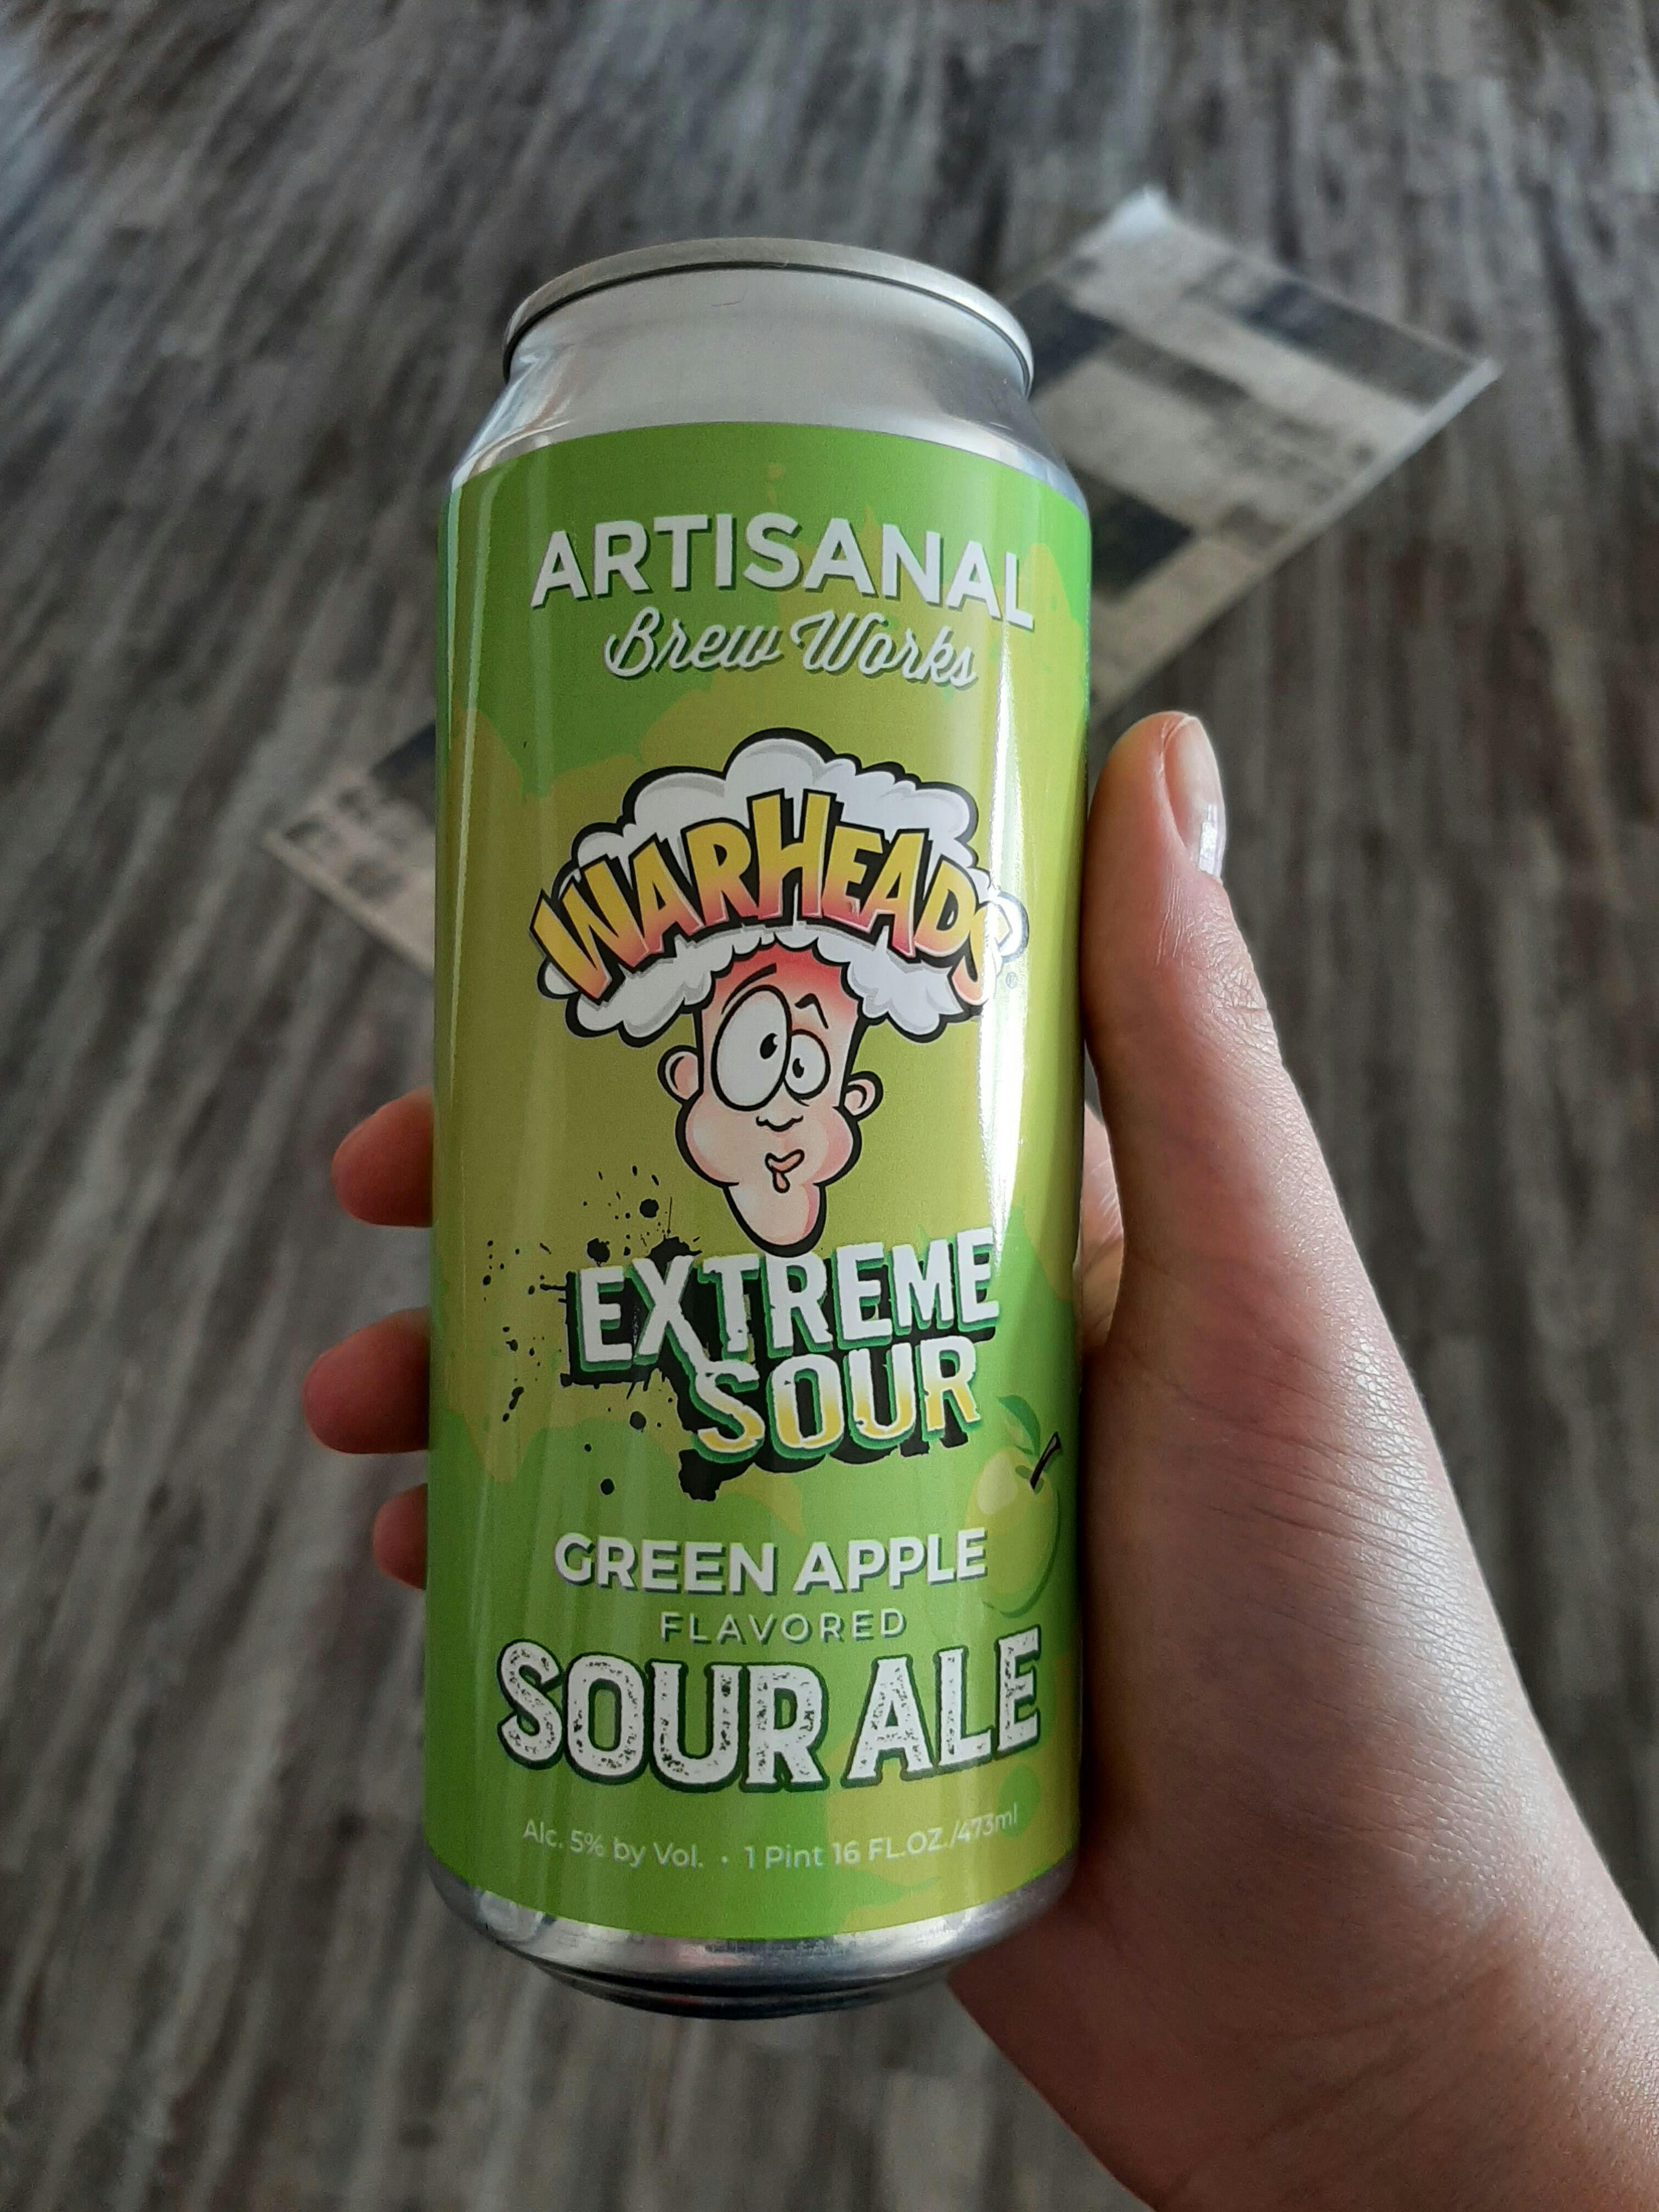 ARTISANAL
Brew Works
WARHEADS
®
EXTREME
SOUR
GREEN APPLE
FLAVORED
SOUR ALE
Alc. 5% by Vol. • 1 Pint 16 FL.OZ./473ml